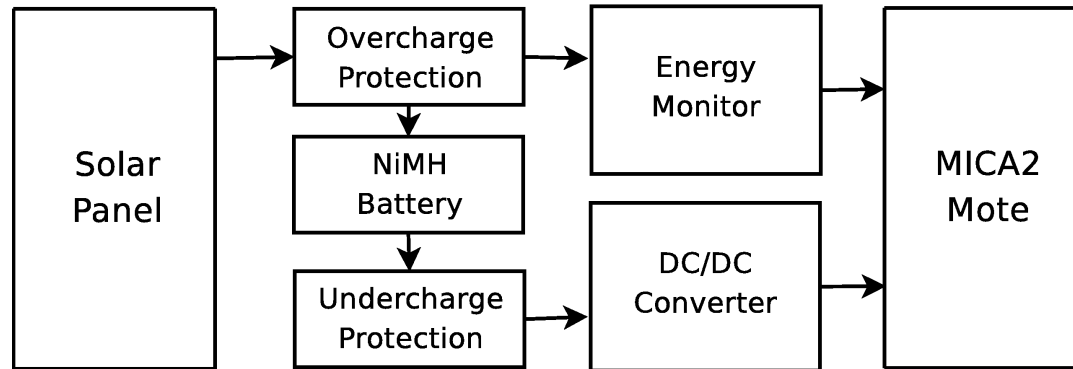 Solar
Panel
Overcharge
Protection
NiMH
Battery
Undercharge
Protection
Energy
Monitor
DC/DC
Converter
MICA2
Mote